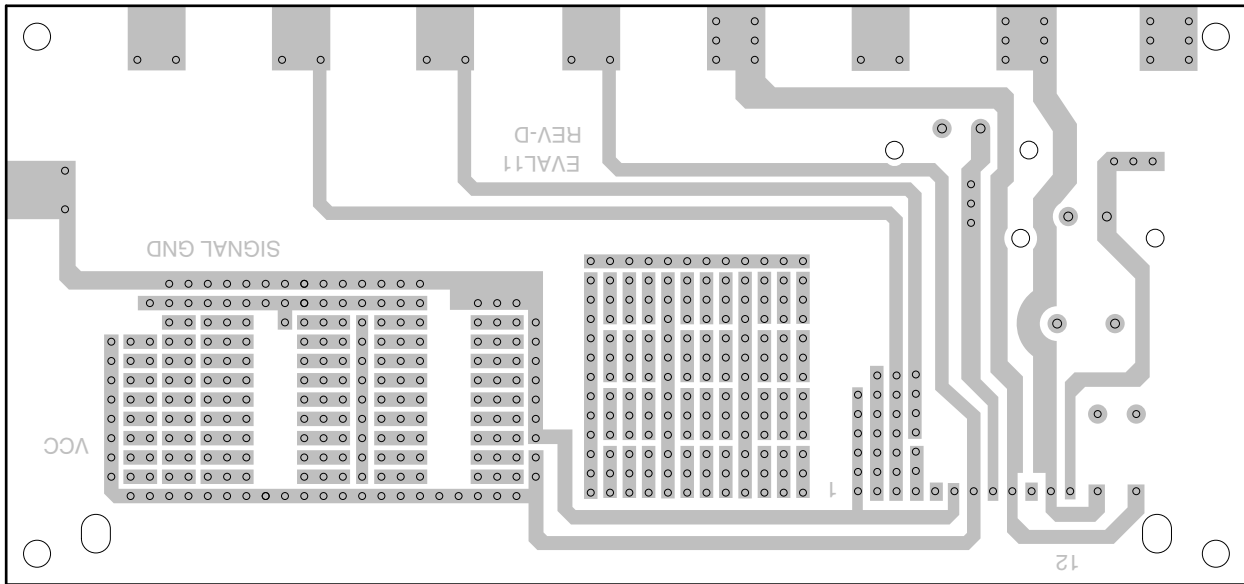 REV-D
EVAL11
SIGNAL GND
VCC
1
12